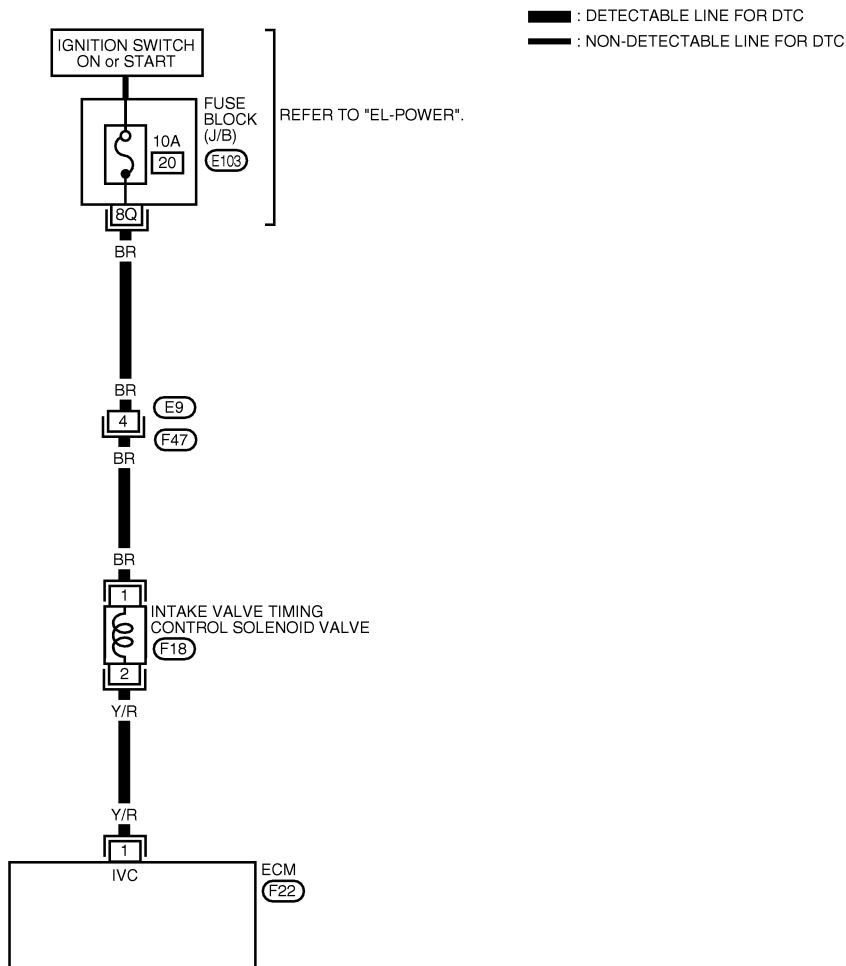 : DETECTABLE LINE FOR DTC
: NON-DETECTABLE LINE FOR DTC
IGNITION SWITCH
ON or START
FUSE
BLOCK
(J/B)
REFER TO "EL-POWER".
10A
20
E103
8Q
BR
BR
4
E9
F47
BR
BR
1
INTAKE VALVE TIMING
CONTROL SOLENOID VALVE
F18
2
Y/R
Y/R
1
IVC
ECM
F22